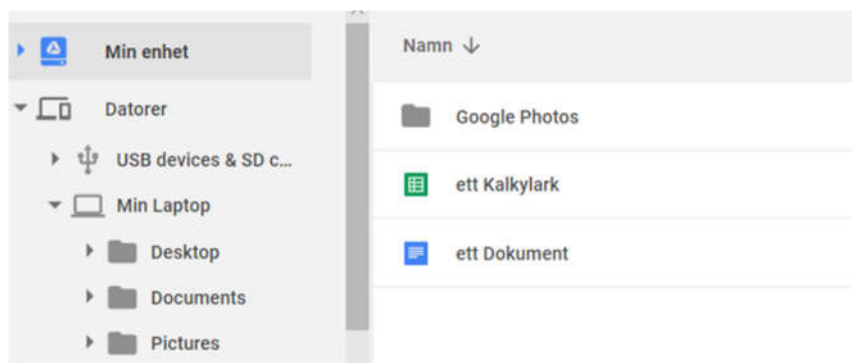 Min enhet
Datorer
USB devices & SD c...
Min Laptop
Desktop
Documents
Pictures
Namn
Google Photos
ett Kalkylark
ett Dokument